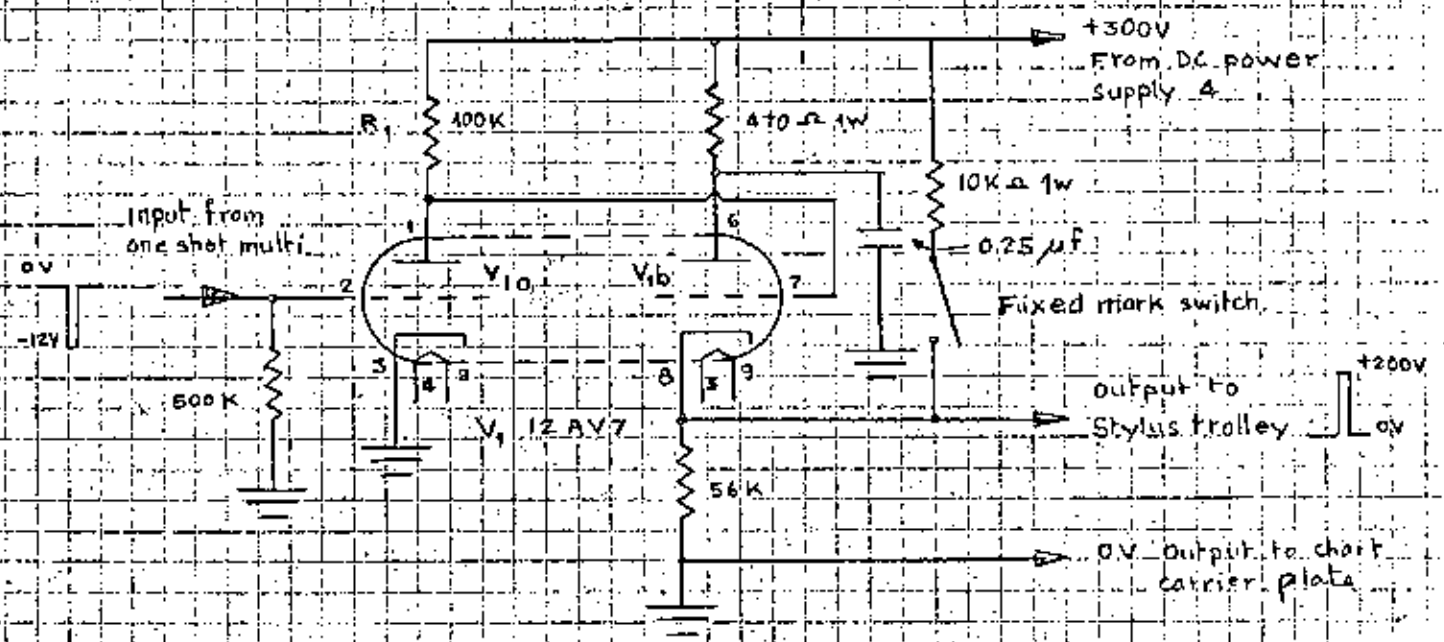 +300V
From DC power
supply 4
R1 100K
470 Ω 1W
10K Ω 1W
Input from
one shot multi.
0V
-12V
1
6
2
V1a
V1b
7
0.25 µf
Fixed mark switch
3
4
8
9
500K
V1 12AV7
+200V
Output to
Stylus trolley
0V
56K
0V Output to chart
carrier plate